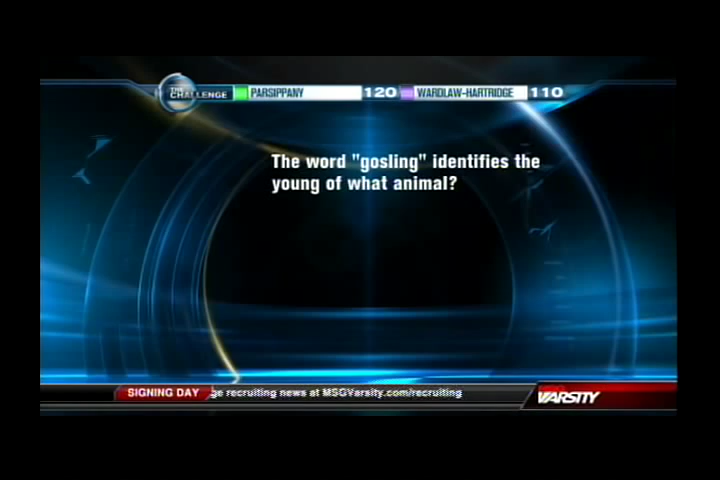 THE CHALLENGE PARSIPPANY 120 WARDLAW-HARTRIDGE 110
The word "gosling" identifies the
young of what animal?
SIGNING DAY ge recruiting news at MSGVarsity.com/recruiting
VARSITY